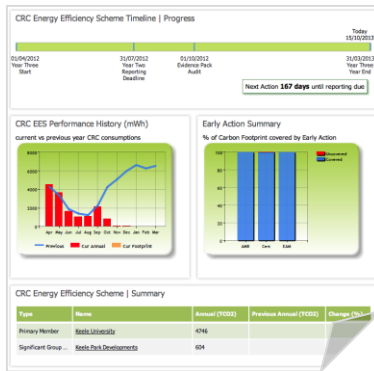 CRC Energy Efficiency Scheme Timeline | Progress
Today
15/10/2013
01/04/2012
Year Three
Start
31/07/2012
Year Two
Reporting
Deadline
01/10/2012
Evidence Pack
Audit
31/03/2013
Year Three
Year End
Next Action 167 days until reporting due
CRC EES Performance History (mWh)
current vs previous year CRC consumptions
8000
6000
4000
2000
0
Apr May Jun Jul Aug Sep Oct Nov Dec Jan Feb Mar
Previous Cur Annual Cur Footprint
Early Action Summary
% of Carbon Footprint covered by Early Action
100
80
60
40
20
0
Uncovered
Covered
AMR Cert EAM
CRC Energy Efficiency Scheme | Summary
Type Name Annual (TCO2) Previous Annual (TCO2) Change (%)
Primary Member Keele University 4746
Significant Group ... Keele Park Developments 604